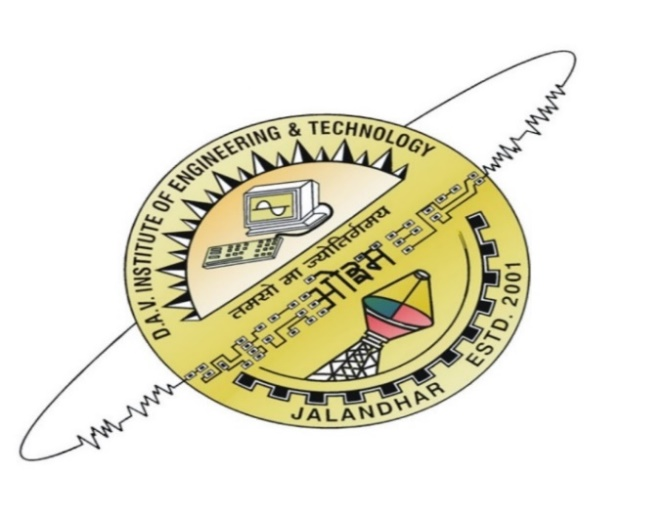 D.A.V. INSTITUTE OF ENGINEERING & TECHNOLOGY
तमसो मा ज्योतिर्गमय
ओ३म
JALANDHAR
ESTD. 2001